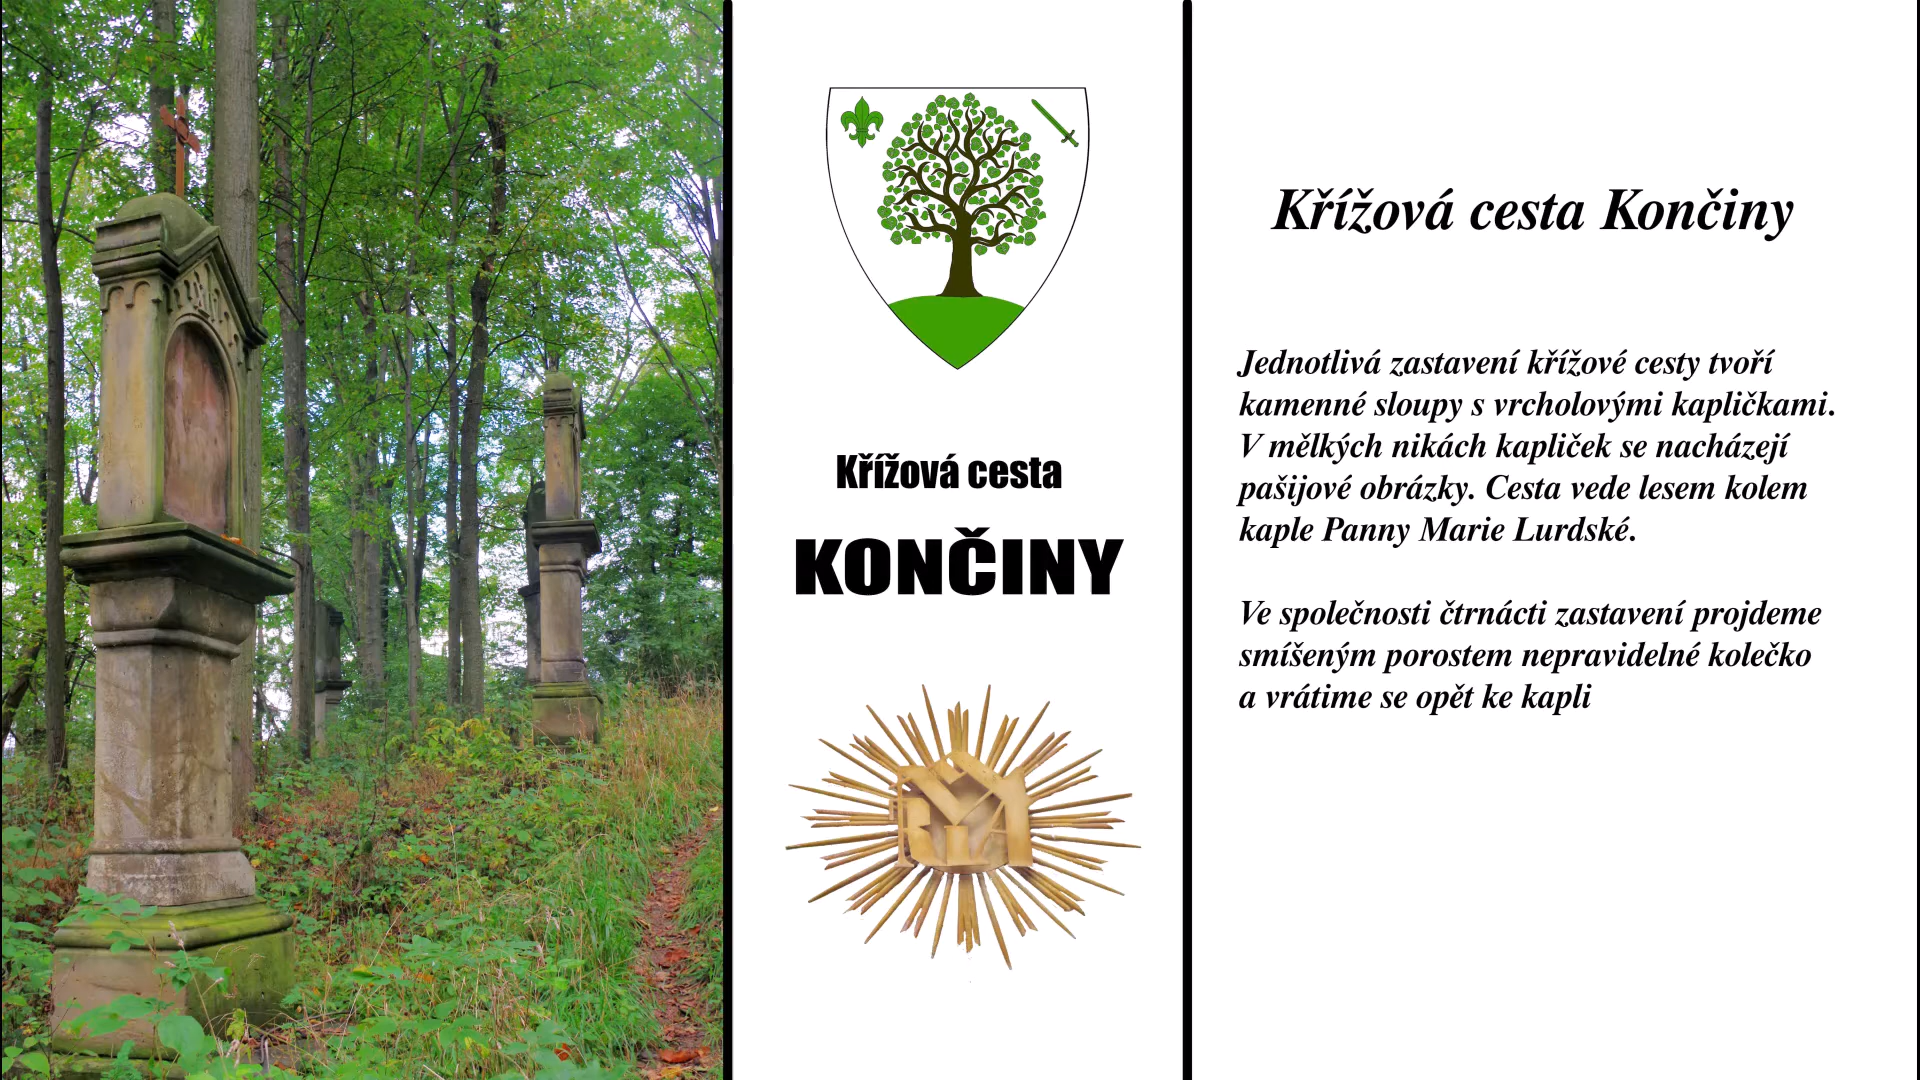 Křížová cesta
KONČINY
Křížová cesta Končiny
Jednotlivá zastavení křížové cesty tvoří
kamenné sloupy s vrcholovými kapličkami.
V mělkých nikách kapliček se nacházejí
pašijové obrázky. Cesta vede lesem kolem
kaple Panny Marie Lurdské.
Ve společnosti čtrnácti zastavení projdeme
smíšeným porostem nepravidelné kolečko
a vrátime se opět ke kapli